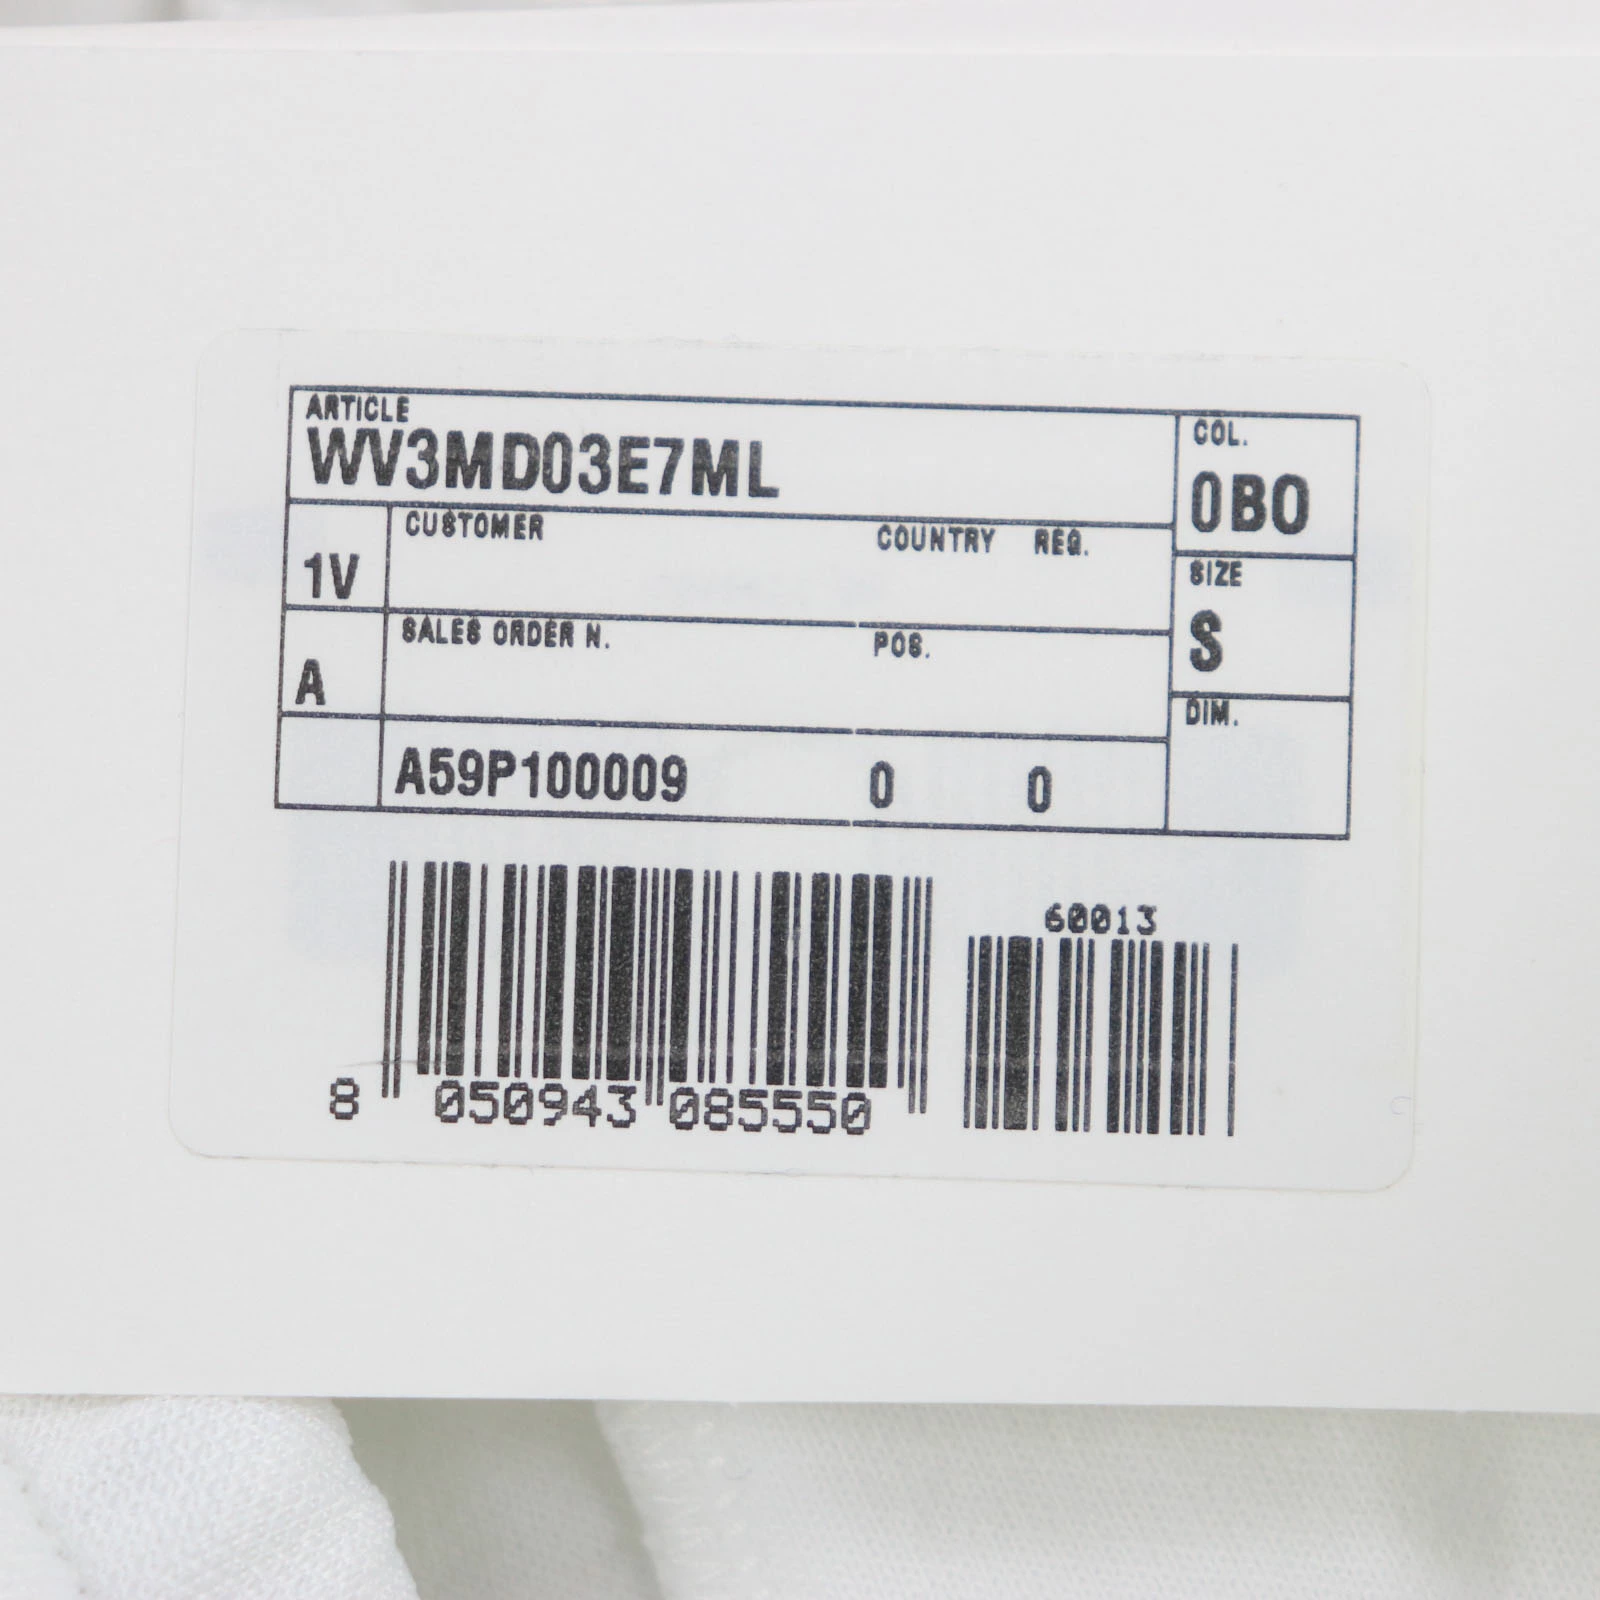 ARTICLE
WV3MD03E7ML
COL.
0B0
1V
CUSTOMER COUNTRY REQ.
SIZE
S
A
SALES ORDER N. POS.
DIM.
A59P100009 0 0
60013
8 050943 085550